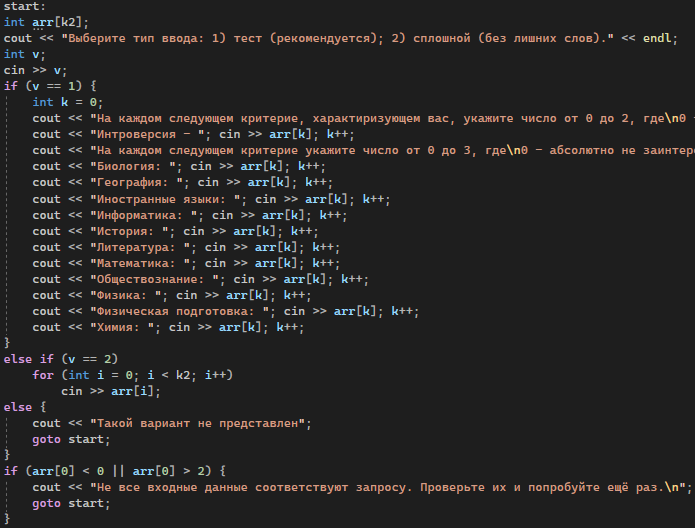 start:
int arr[k2];
cout << "Выберите тип ввода: 1) тест (рекомендуется); 2) сплошной (без лишних слов)." << endl;
int v;
cin >> v;
if (v == 1) {
int k = 0;
cout << "На каждом следующем критерие, характиризующем вас, укажите число от 0 до 2, где\n0 -
cout << "Интроверсия - "; cin >> arr[k]; k++;
cout << "На каждом следующем критерие укажите число от 0 до 3, где\n0 - абсолютно не заинтере
cout << "Биология: "; cin >> arr[k]; k++;
cout << "География: "; cin >> arr[k]; k++;
cout << "Иностранные языки: "; cin >> arr[k]; k++;
cout << "Информатика: "; cin >> arr[k]; k++;
cout << "История: "; cin >> arr[k]; k++;
cout << "Литература: "; cin >> arr[k]; k++;
cout << "Математика: "; cin >> arr[k]; k++;
cout << "Обществознание: "; cin >> arr[k]; k++;
cout << "Физика: "; cin >> arr[k]; k++;
cout << "Физическая подготовка: "; cin >> arr[k]; k++;
cout << "Химия: "; cin >> arr[k]; k++;
}
else if (v == 2)
for (int i = 0; i < k2; i++)
cin >> arr[i];
else {
cout << "Такой вариант не представлен";
goto start;
}
if (arr[0] < 0 || arr[0] > 2) {
cout << "Не все входные данные соответствуют запросу. Проверьте их и попробуйте ещё раз.\n";
goto start;
}